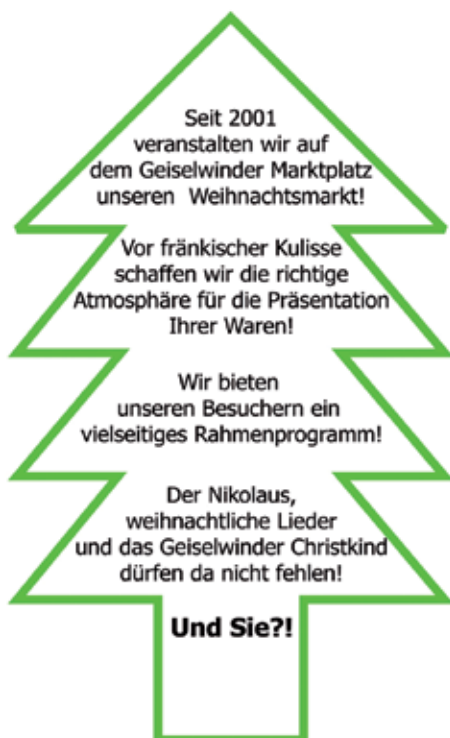 Seit 2001
veranstalten wir auf
dem Geiselwinder Marktplatz
unseren Weihnachtsmarkt!
Vor fränkischer Kulisse
schaffen wir die richtige
Atmosphäre für die Präsentation
Ihrer Waren!
Wir bieten
unseren Besuchern ein
vielseitiges Rahmenprogramm!
Der Nikolaus,
weihnachtliche Lieder
und das Geiselwinder Christkind
dürfen da nicht fehlen!
Und Sie?!